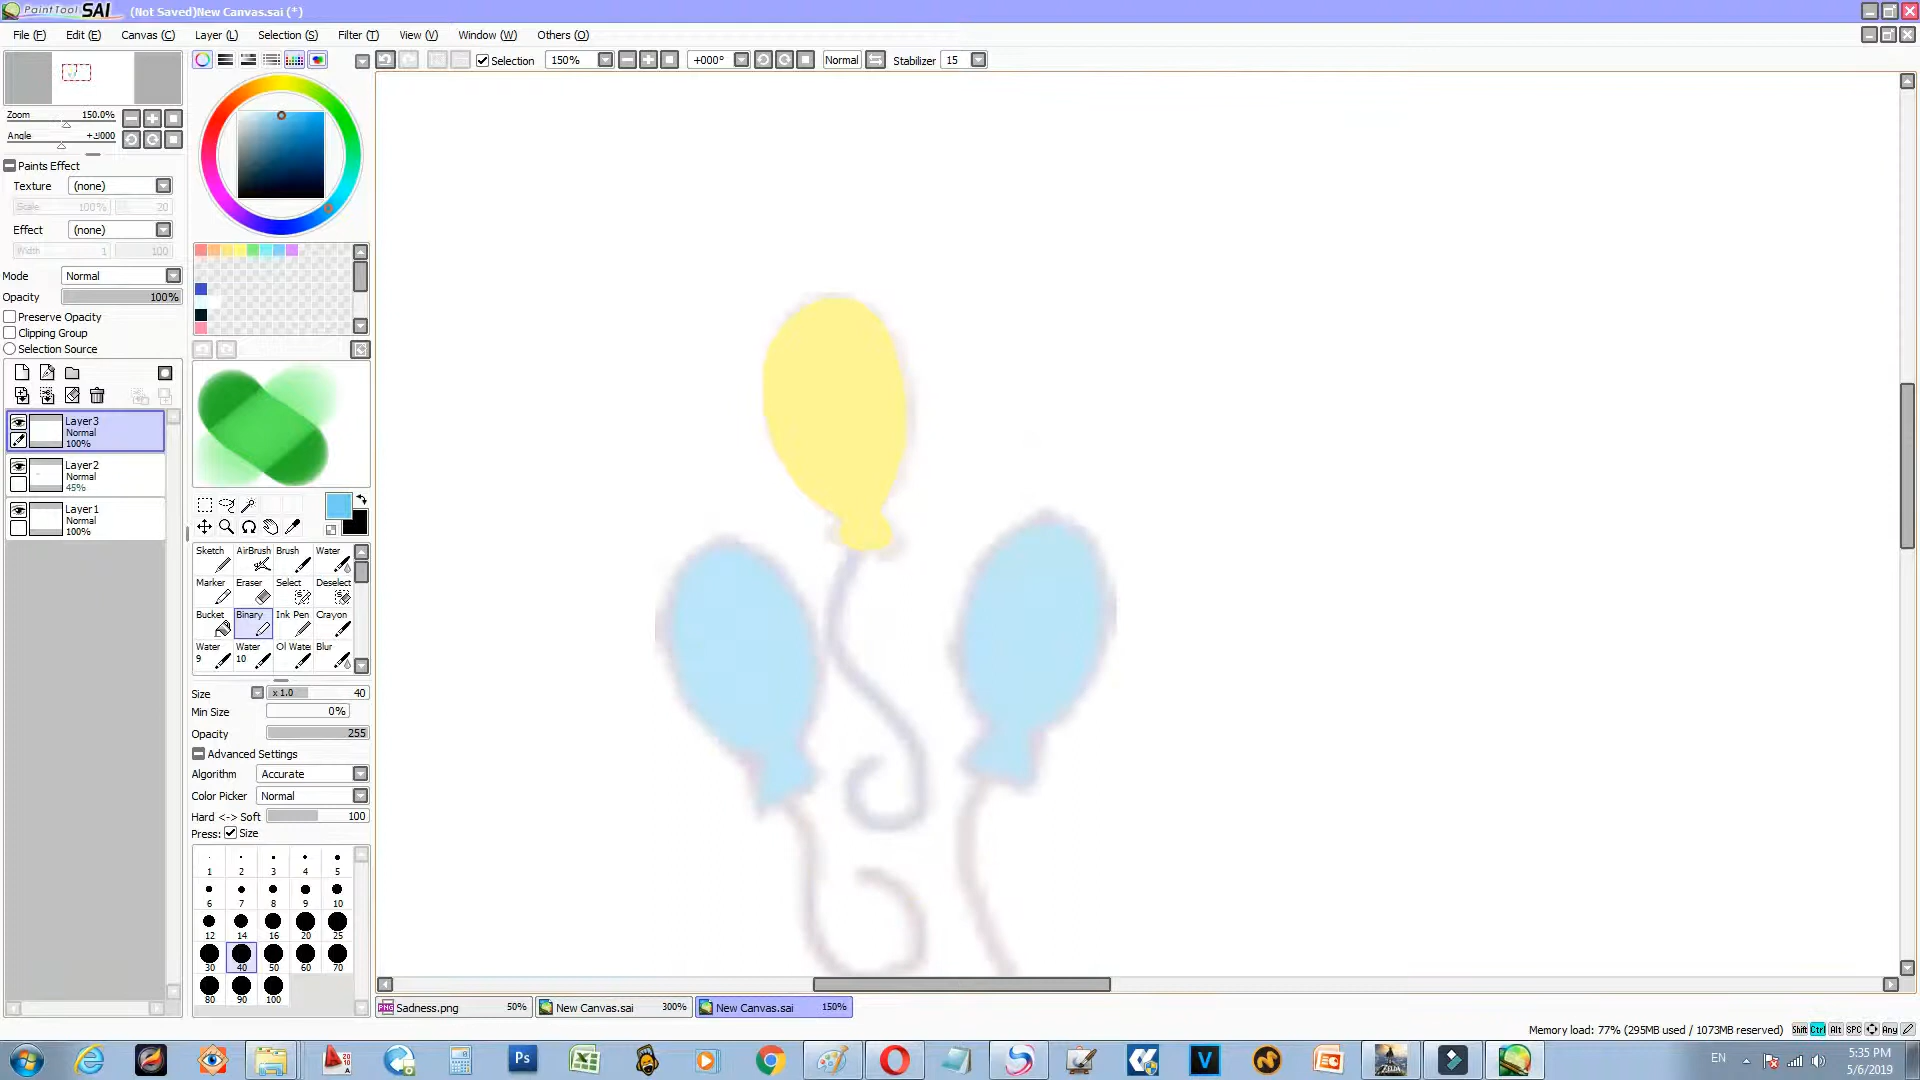 PaintTool SAI (Not Saved)New Canvas.sai (*)
File (F) Edit (E) Canvas (C) Layer (L) Selection (S) Filter (T) View (V) Window (W) Others (O)
Selection 150% +000° Normal Stabilizer 15
Zoom 150.0%
Angle
Paints Effect
Texture (none)
Scale 100% 20
Effect (none)
Width 1 100
Mode Normal
Opacity 100%
Preserve Opacity
Clipping Group
Selection Source
Layer3
Normal
100%
Layer2
Normal
45%
Layer1
Normal
100%
Sketch AirBrush Brush Water
Marker Eraser Select Deselect
Bucket Binary Ink Pen Crayon
Water 9 Water 10 Ol Wate Blur
Size x 1.0 40
Min Size 0%
Opacity 255
Advanced Settings
Algorithm Accurate
Color Picker Normal
Hard <-> Soft 100
Press: Size
1 2 3 4 5
6 7 8 9 10
12 14 16 20 25
30 40 50 60 70
80 90 100
Sadness.png 50% New Canvas.sai 300% New Canvas.sai 150%
Memory load: 77% (295MB used / 1073MB reserved) Shift Ctrl Alt SPC Any
EN 5:35 PM
5/6/2019